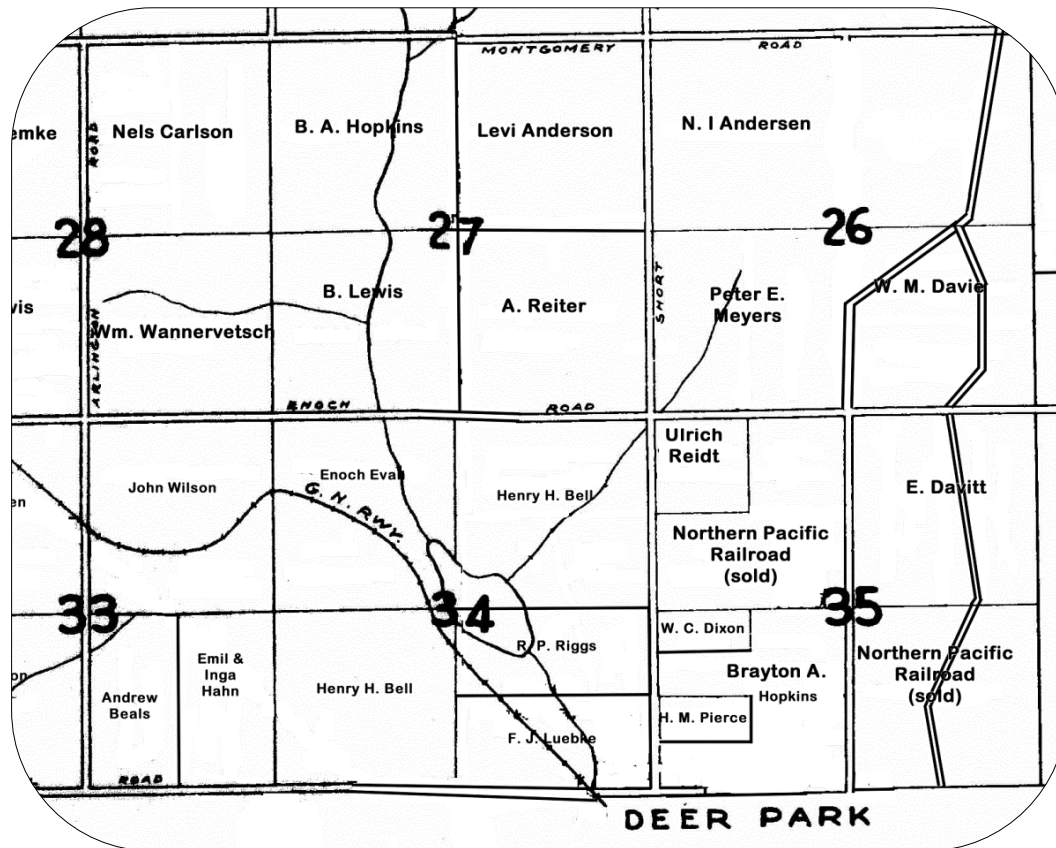 MONTGOMERY ROAD
emke
ROAD
Nels Carlson
B. A. Hopkins
Levi Anderson
N. I Andersen
28
27
26
vis
ARLINGTON
Wm. Wannervetsch
B. Lewis
A. Reiter
SHORT
Peter E.
Meyers
W. M. Davie
ENOCH ROAD
en
John Wilson
Enoch Evall
G. N. RWY.
Henry H. Bell
Ulrich
Reidt
Northern Pacific
Railroad
(sold)
E. Davitt
33
34
35
on
Andrew
Beals
Emil &
Inga
Hahn
Henry H. Bell
R. P. Riggs
F. J. Luebke
W. C. Dixon
Brayton A.
Hopkins
H. M. Pierce
Northern Pacific
Railroad
(sold)
ROAD
DEER PARK